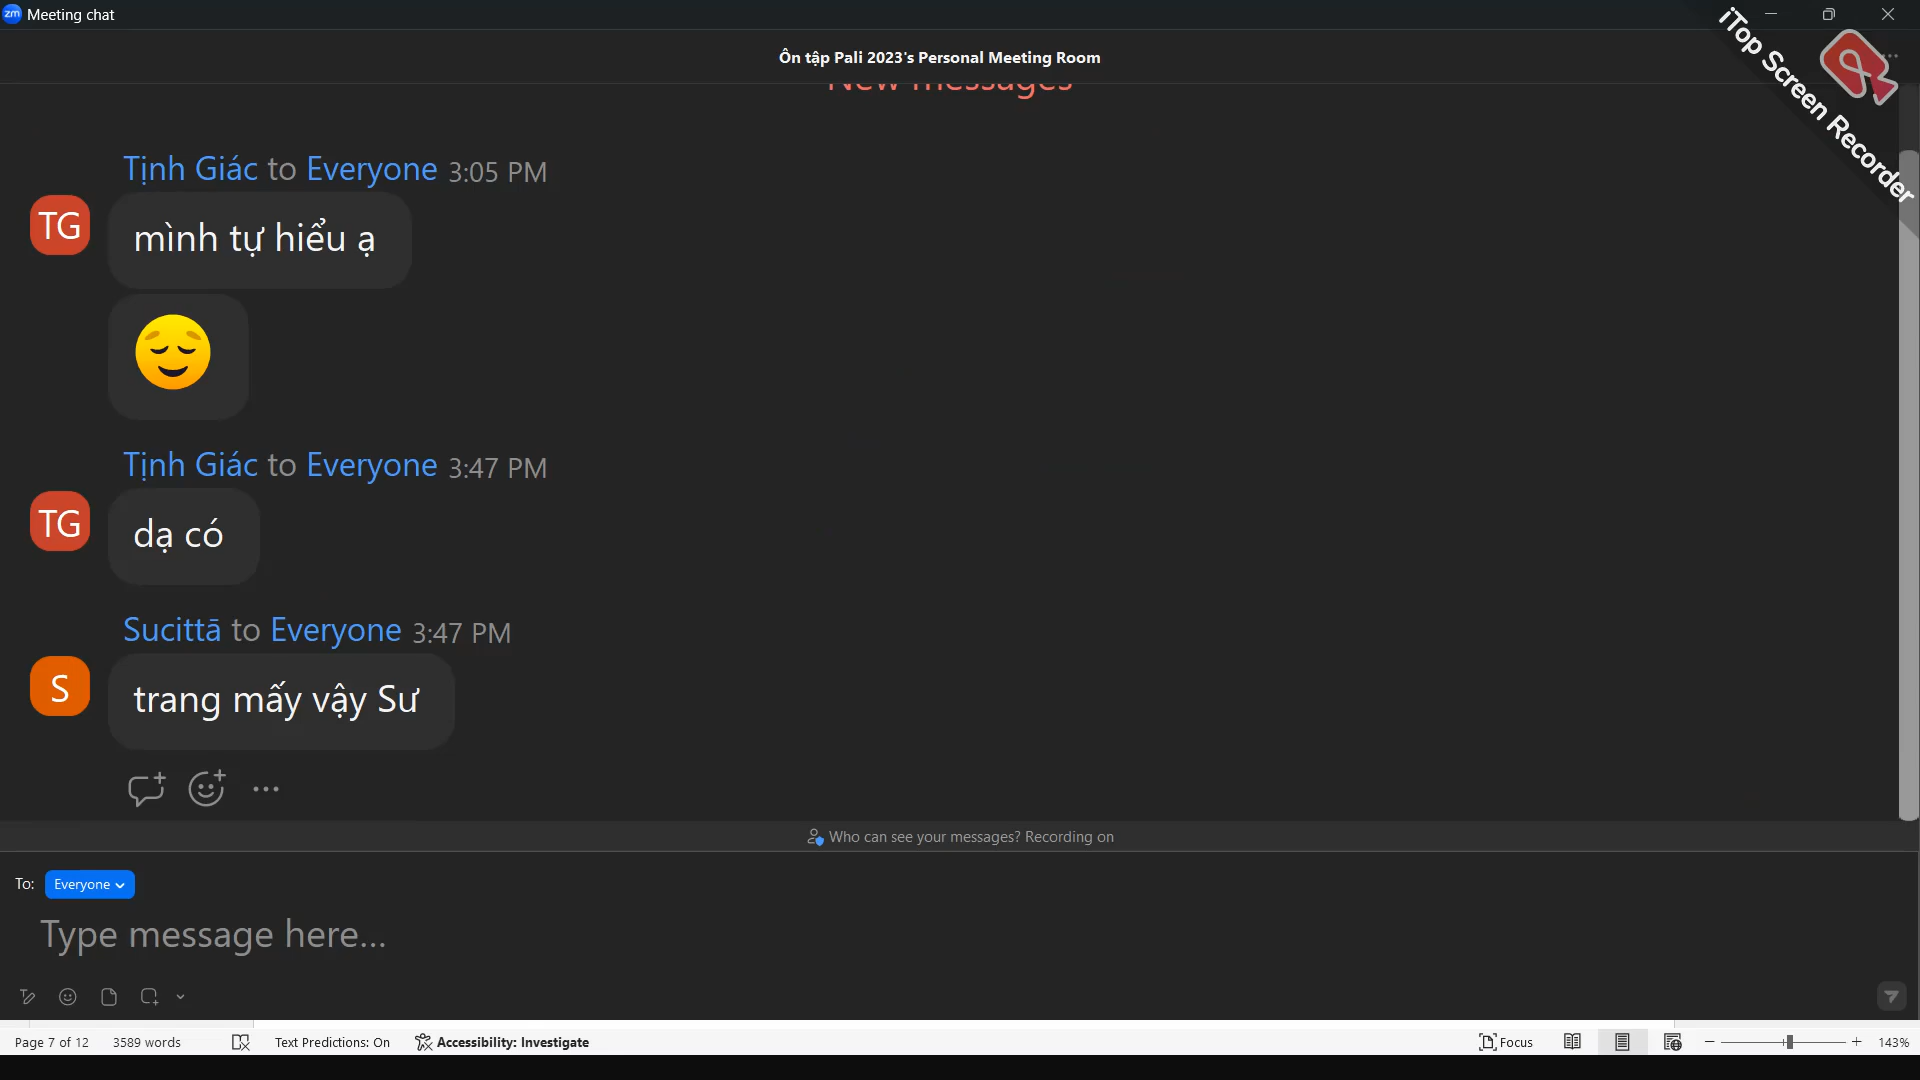 Meeting chat
Ôn tập Pali 2023's Personal Meeting Room
New messages
iTop Screen Recorder
Tịnh Giác to Everyone 3:05 PM
TG
mình tự hiểu ạ
Tịnh Giác to Everyone 3:47 PM
TG
dạ có
Sucittā to Everyone 3:47 PM
S
trang mấy vậy Sư
Who can see your messages? Recording on
To: Everyone
Type message here...
Page 7 of 12 3589 words Text Predictions: On Accessibility: Investigate Focus 143%